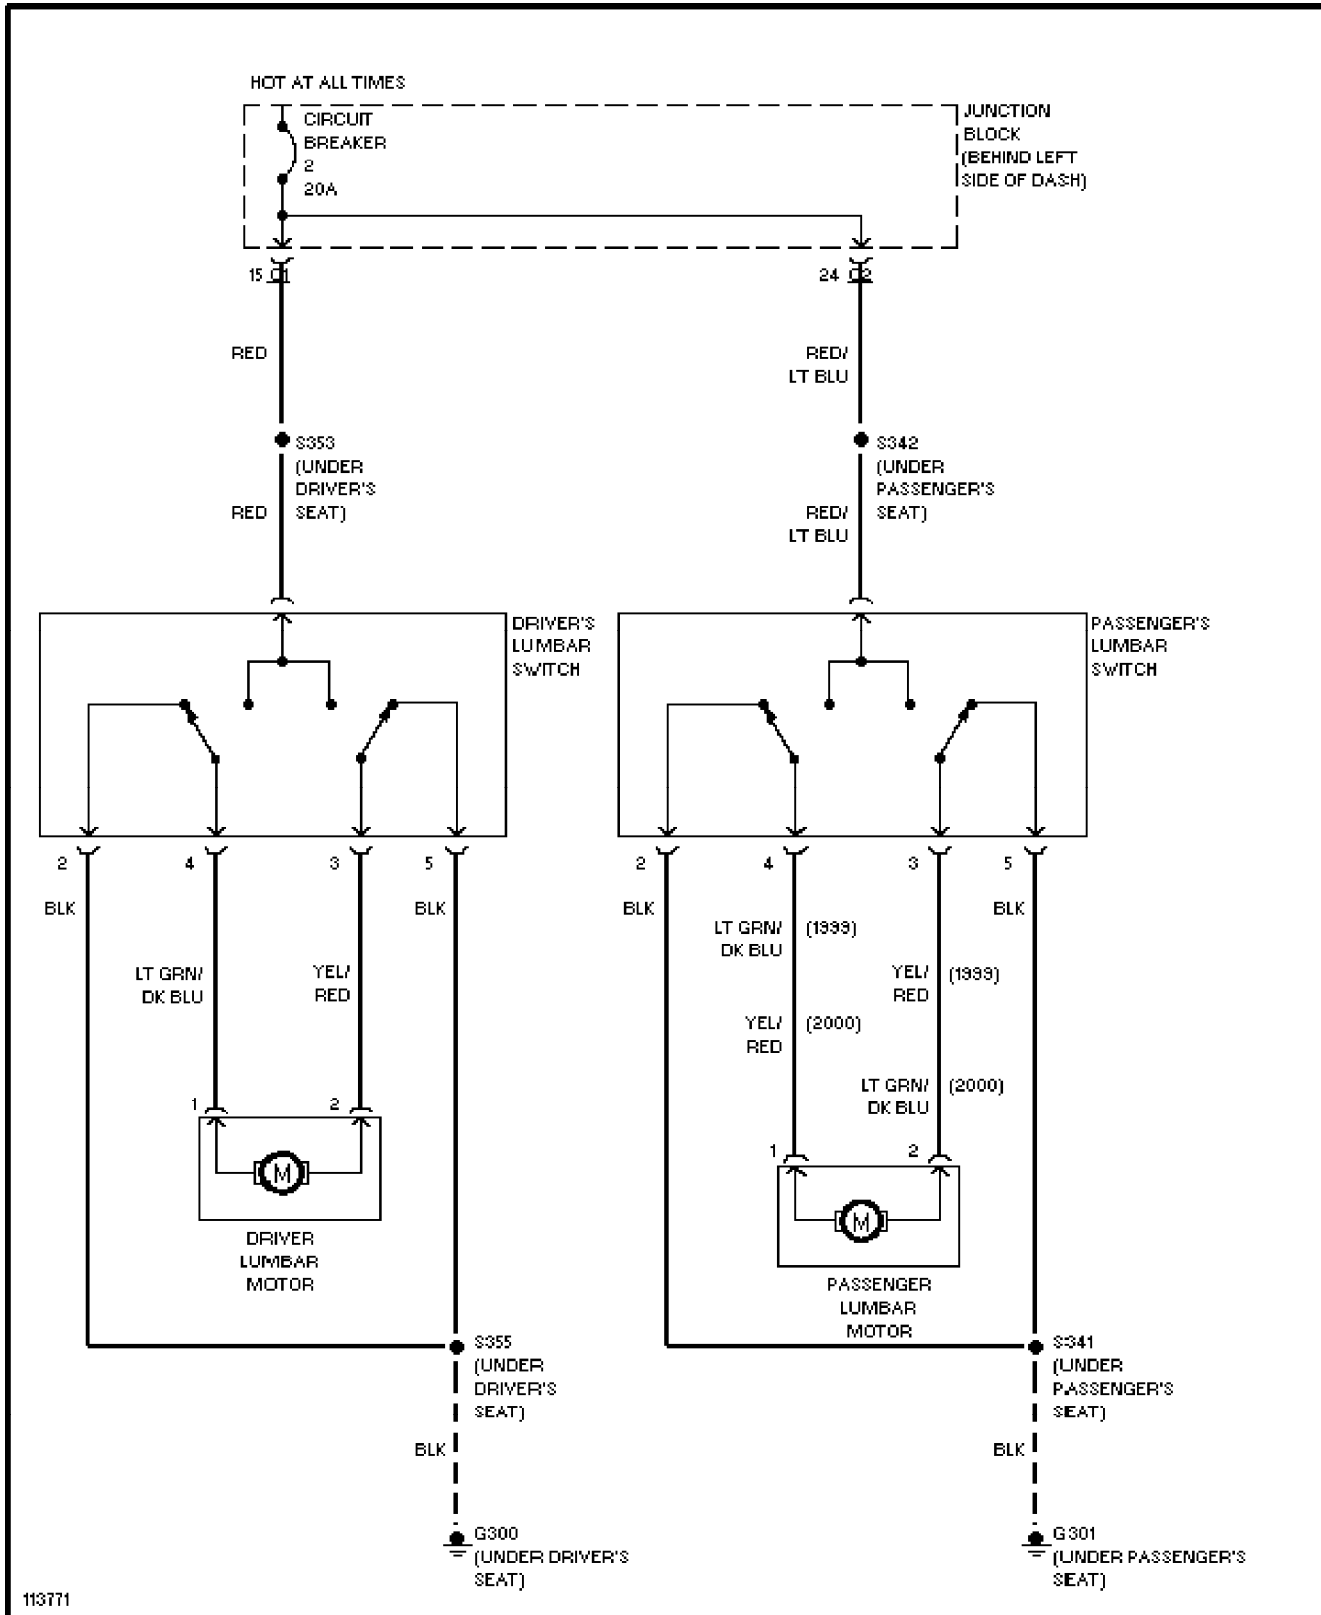 HOT AT ALL TIMES
CIRCUIT
BREAKER
2
20A
JUNCTION
BLOCK
(BEHIND LEFT
SIDE OF DASH)
15 C1
24 C2
RED
RED/
LT BLU
S353
(UNDER
DRIVER'S
SEAT)
S342
(UNDER
PASSENGER'S
SEAT)
RED
RED/
LT BLU
DRIVER'S
LUMBAR
SWITCH
PASSENGER'S
LUMBAR
SWITCH
2 4 3 5
2 4 3 5
BLK
BLK
BLK
BLK
LT GRN/
DK BLU
YEL/
RED
LT GRN/ (1999)
DK BLU
YEL/ (1999)
RED
YEL/ (2000)
RED
LT GRN/ (2000)
DK BLU
1 2
M
DRIVER
LUMBAR
MOTOR
1 2
M
PASSENGER
LUMBAR
MOTOR
S355
(UNDER
DRIVER'S
SEAT)
S341
(UNDER
PASSENGER'S
SEAT)
BLK
BLK
G300
(UNDER DRIVER'S
SEAT)
G301
(UNDER PASSENGER'S
SEAT)
113771